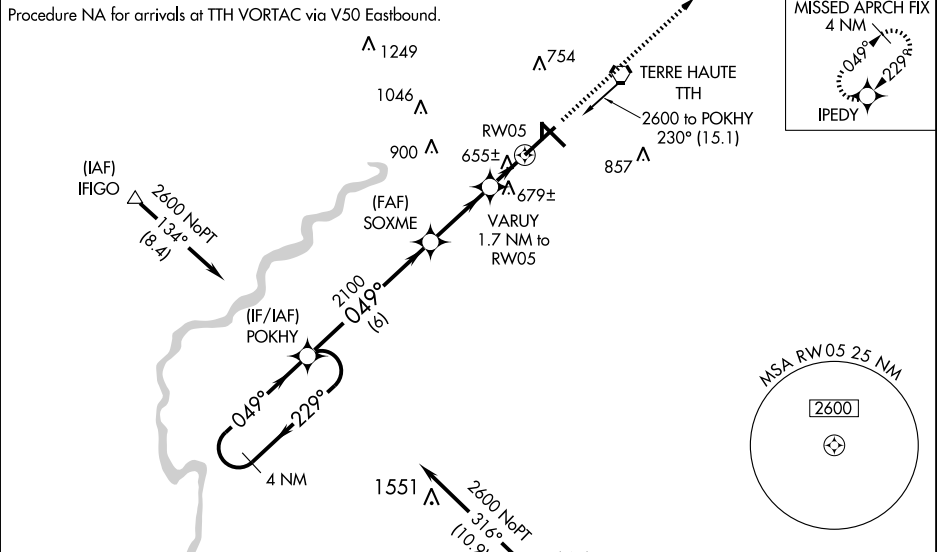 Procedure NA for arrivals at TTH VORTAC via V50 Eastbound.
MISSED APRCH FIX
4 NM
049°
229°
IPEDY
1249
754
TERRE HAUTE
TTH
1046
2600 to POKHY
230° (15.1)
RW05
900
655±
857
(IAF)
IFIGO
2600 NoPT
134°
(8.4)
679±
(FAF)
SOXME
VARUY
1.7 NM to
RW05
2100
049°
(6)
(IF/IAF)
POKHY
049°
229°
4 NM
MSA RW05 25 NM
2600
1551
2600 NoPT
316°
(10.9)